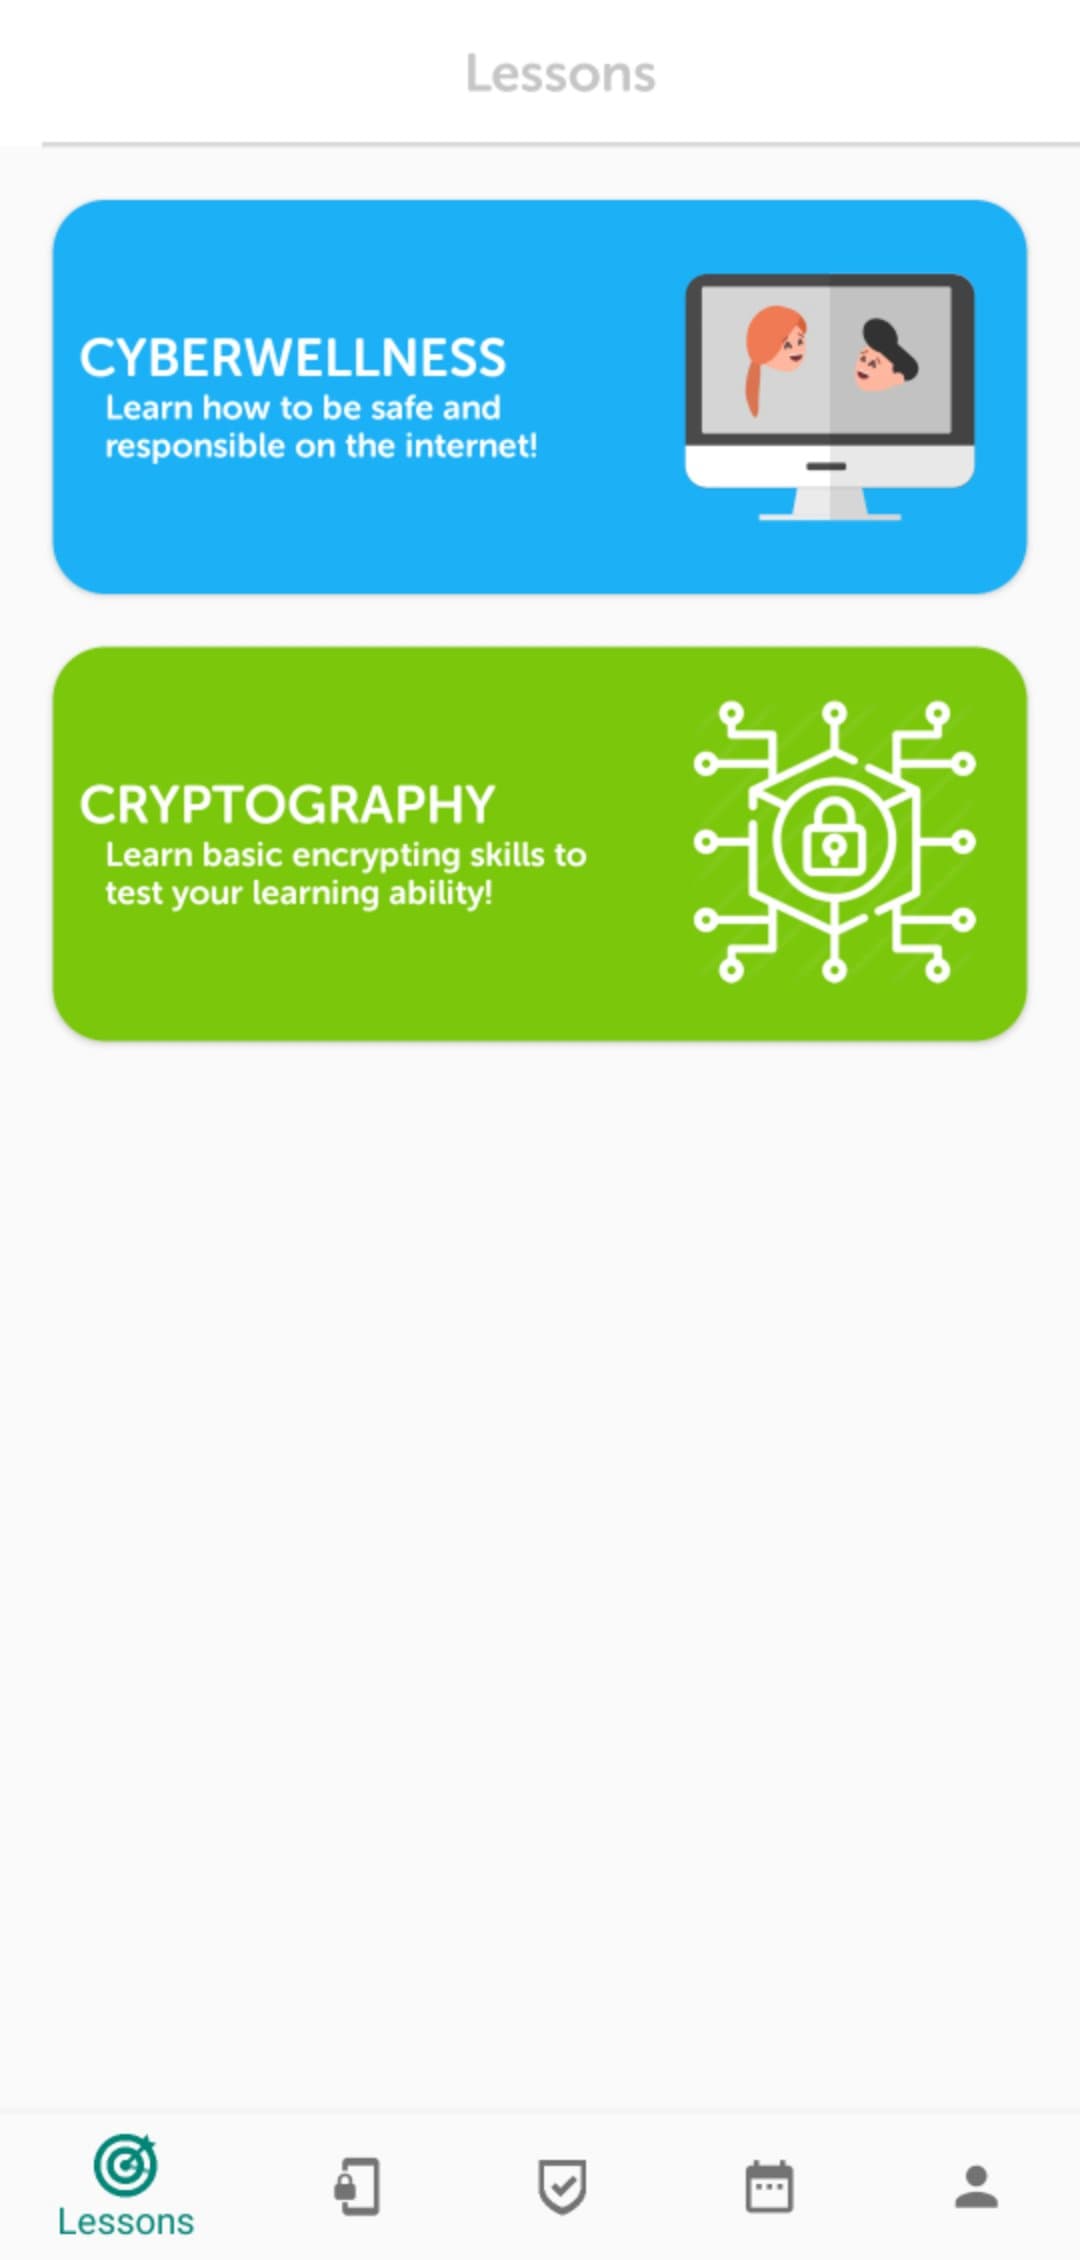 Lessons
CYBERWELLNESS
Learn how to be safe and
responsible on the internet!
CRYPTOGRAPHY
Learn basic encrypting skills to
test your learning ability!
Lessons